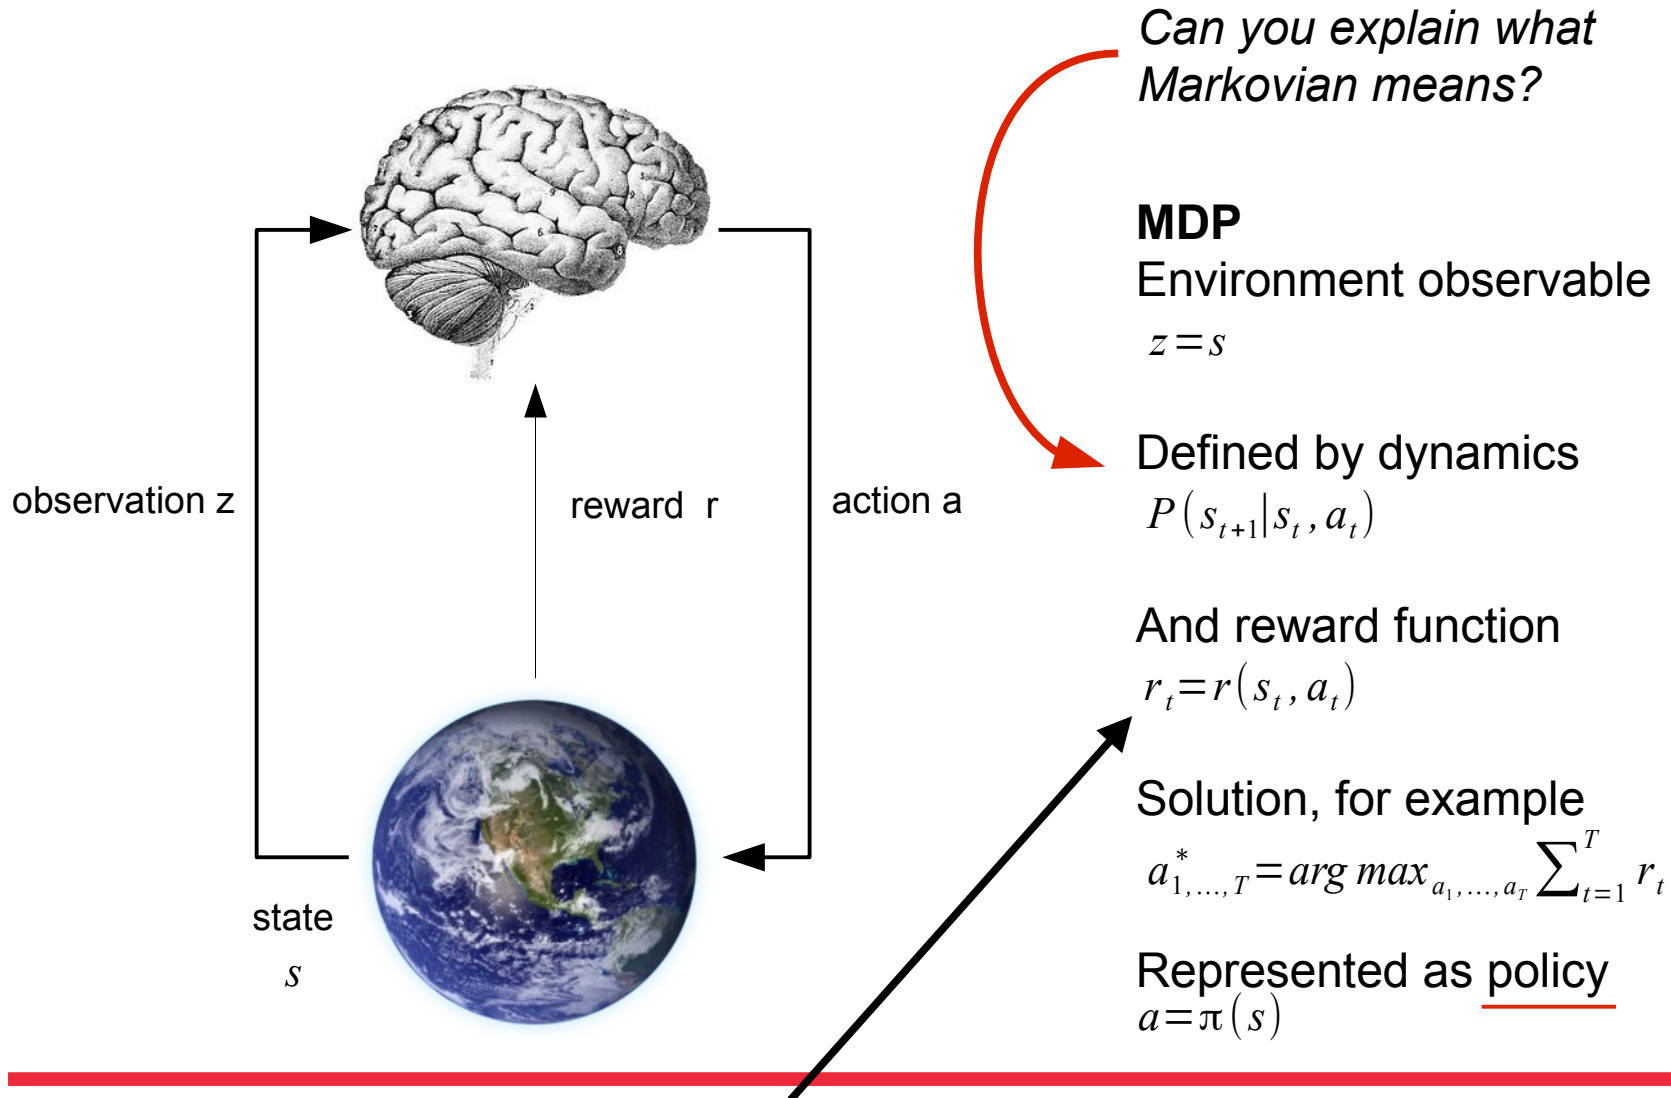 Can you explain what
Markovian means?
MDP
Environment observable
z=s
Defined by dynamics
P(s_{t+1}|s_t, a_t)
And reward function
r_t=r(s_t, a_t)
Solution, for example
a^*_{1,...,T}=arg max_{a_1,...,a_T} ∑_{t=1}^{T} r_t
Represented as policy
a=π(s)
observation z
reward r
action a
state
s